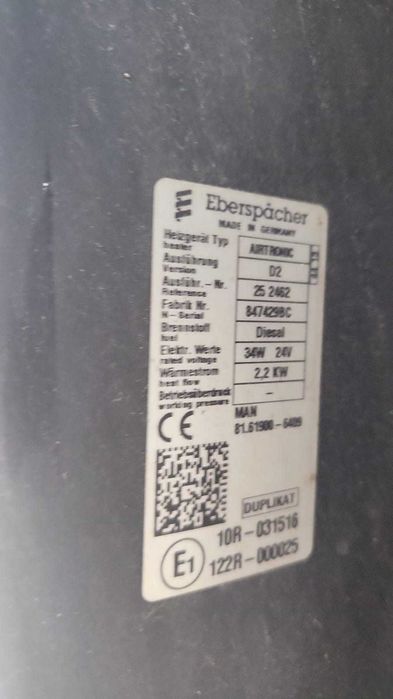 Eberspächer
MADE IN GERMANY
Heizgerät Typ
heater
AIRTRONIC
Ausführung
Version
D2
Ausführ.-Nr.
Reference
25 2462
Fabrik Nr.
N-Serial
847429BC
Brennstoff
fuel
Diesel
Elektr. Werte
rated voltage
34W 24V
Wärmestrom
heat flow
2,2 KW
Betriebsüberdruck
working pressure
-
MAN
81.61900-6409
CE
DUPLIKAT
E1
10R-031516
122R-000025